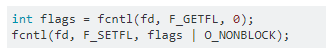 int flags = fcntl(fd, F_GETFL, 0);
fcntl(fd, F_SETFL, flags | O_NONBLOCK);